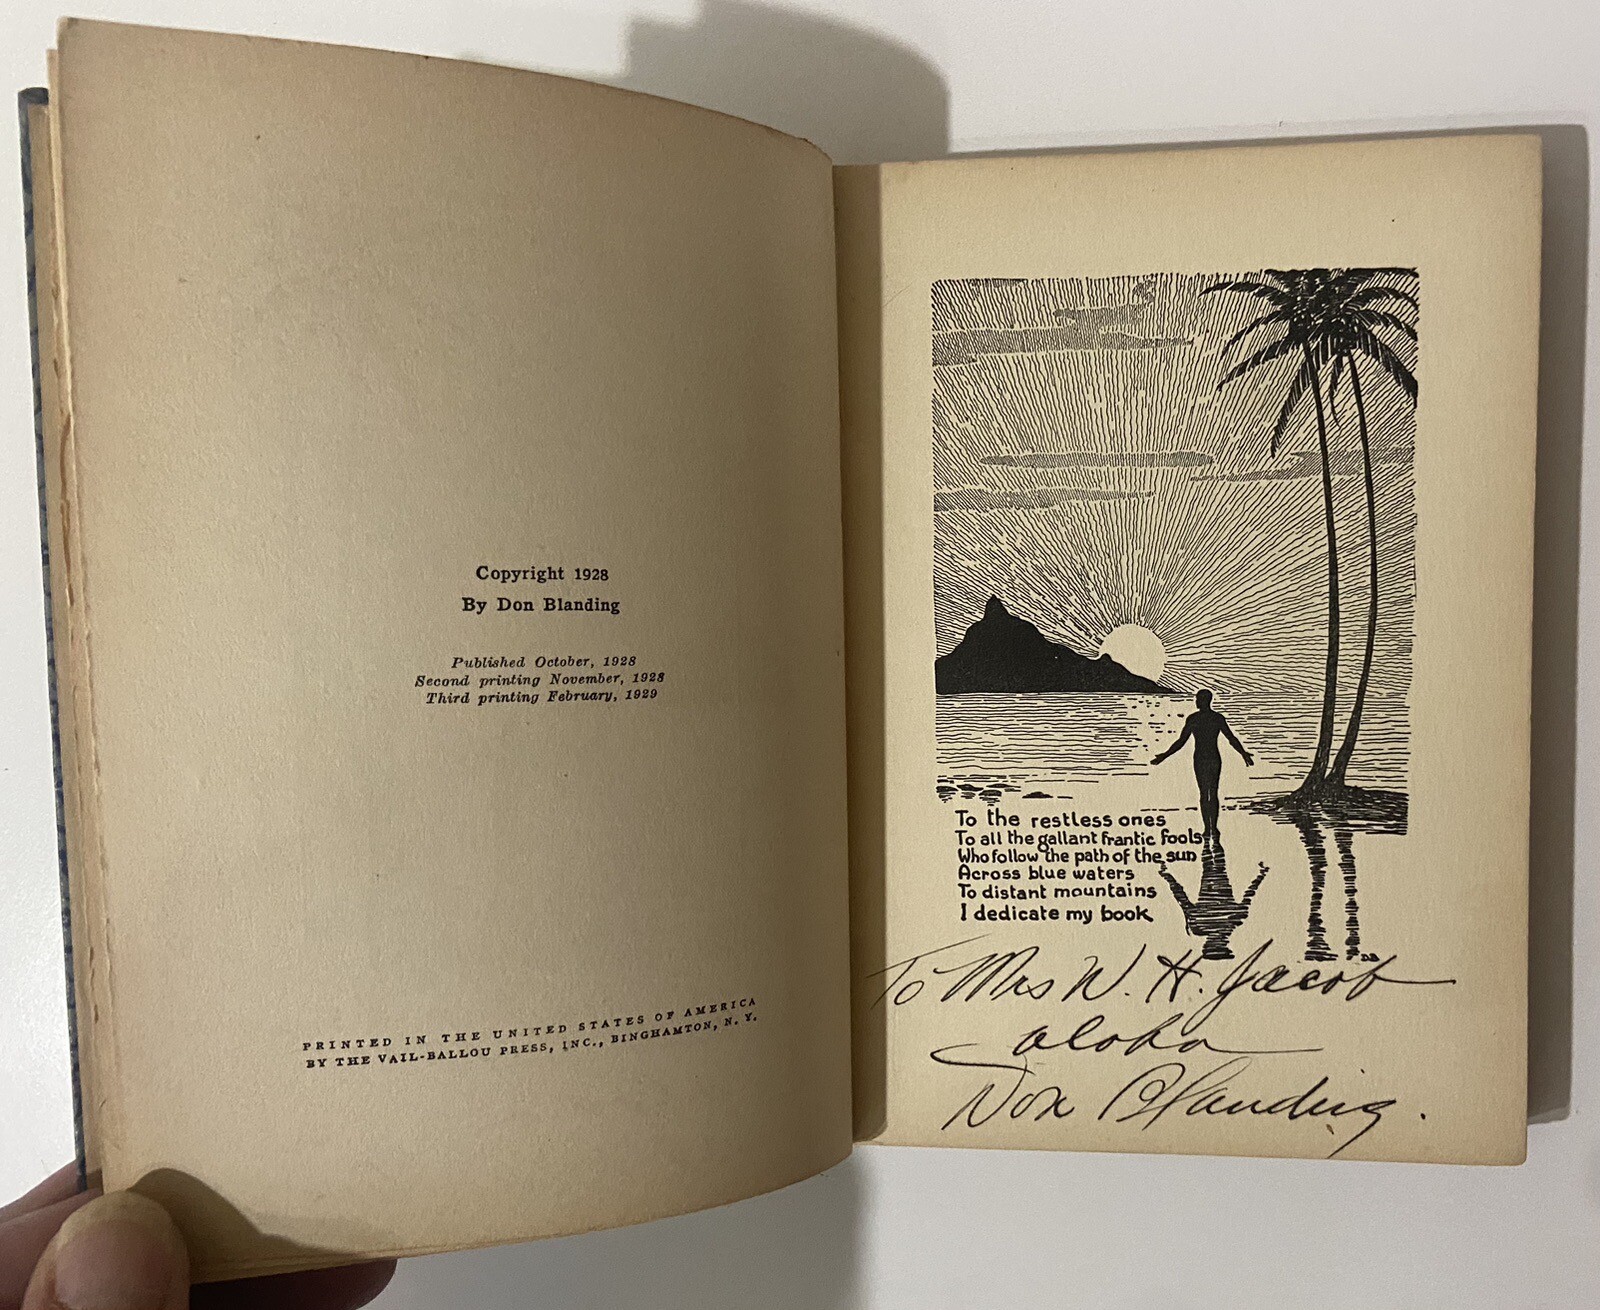 Copyright 1928
By Don Blanding
Published October, 1928
Second printing November, 1928
Third printing February, 1929
PRINTED IN THE UNITED STATES OF AMERICA
BY THE VAIL-BALLOU PRESS, INC., BINGHAMTON, N. Y.
To the restless ones
To all the gallant frantic fools
Who follow the path of the sun
Across blue waters
To distant mountains
I dedicate my book
DB
To Mrs W. H. Jacob
aloha
Don Blanding.